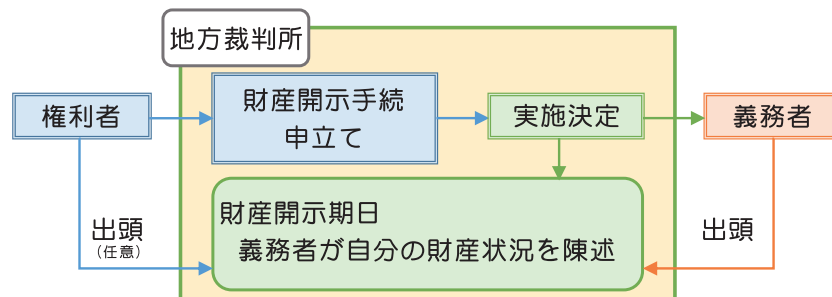 地方裁判所
権利者
財産開示手続
申立て
実施決定
義務者
財産開示期日
義務者が自分の財産状況を陳述
出頭
（任意）
出頭